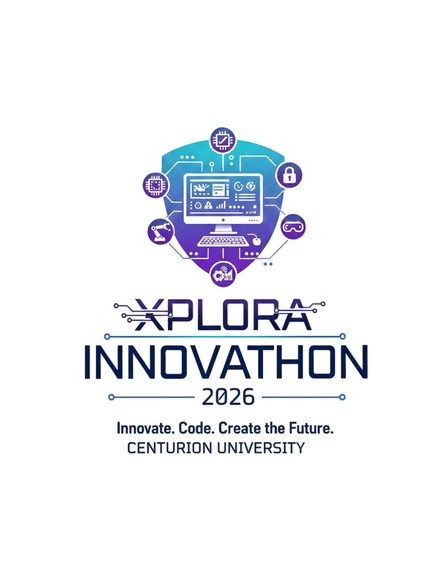 XPLORA
INNOVATHON
2026
Innovate. Code. Create the Future.
CENTURION UNIVERSITY